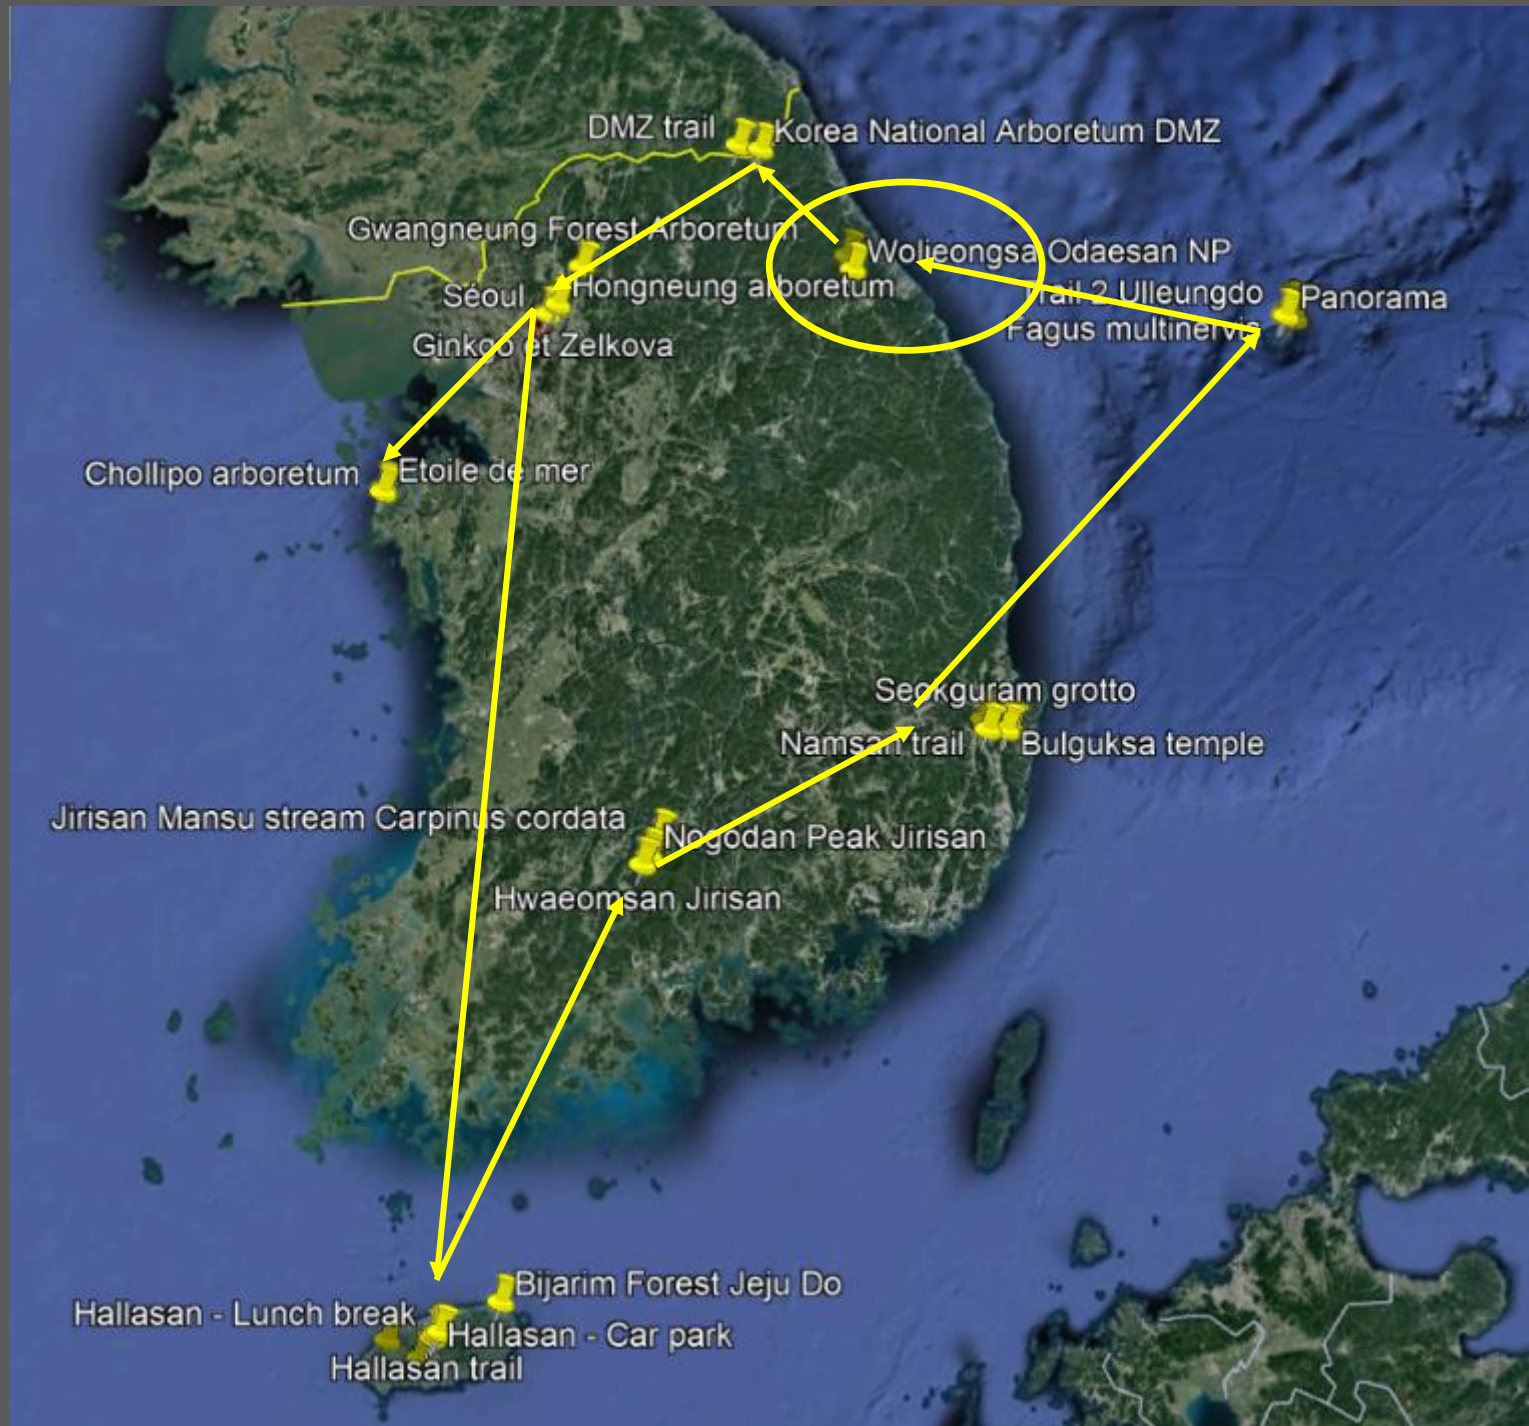 DMZ trail
Korea National Arboretum DMZ
Gwangneung Forest Arboretum
Woljeongsa Odaesan NP
Séoul
Hongneung arboretum
Trail 2 Ulleungdo
Panorama
Fagus multinervis
Ginkgo et Zelkova
Chollipo arboretum
Etoile de mer
Seokguram grotto
Namsan trail
Bulguksa temple
Jirisan Mansu stream Carpinus cordata
Nogodan Peak Jirisan
Hwaeomsan Jirisan
Bijarim Forest Jeju Do
Hallasan - Lunch break
Hallasan - Car park
Hallasan trail